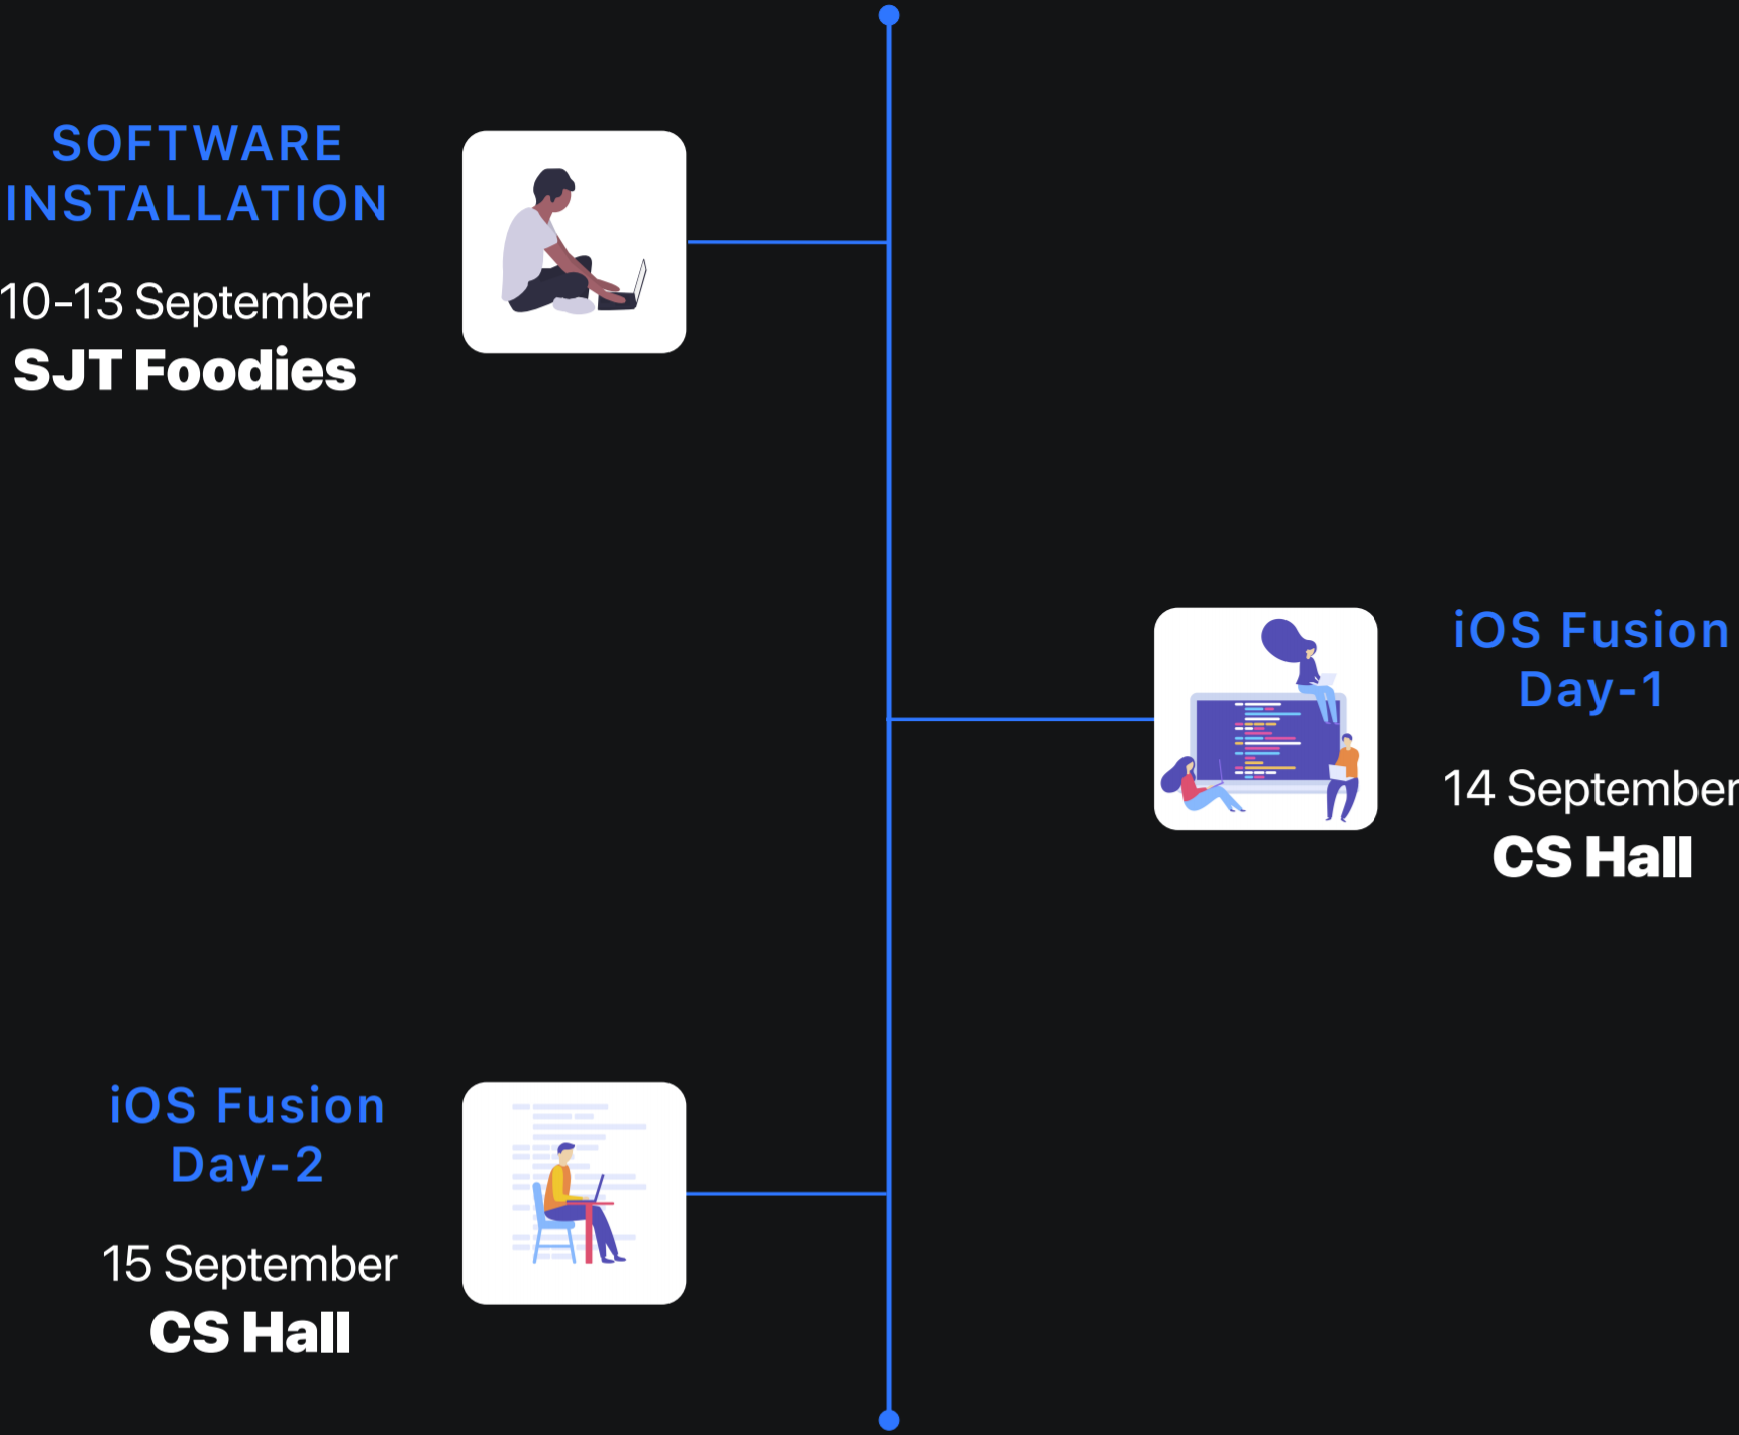 SOFTWARE
INSTALLATION
10-13 September
SJT Foodies
iOS Fusion
Day-1
14 September
CS Hall
iOS Fusion
Day-2
15 September
CS Hall